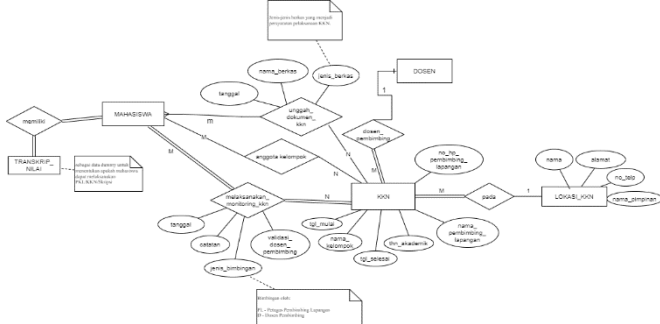 Jenis-jenis berkas yang menjadi
persyaratan pelaksanaan KKN
nama_berkas
jenis_berkas
tanggal
DOSEN
1
memiliki
MAHASISWA
m
unggah_
dokumen_
kkn
dosen_
pembimbing
M
TRANSKRIP_
NILAI
sebagai data dummy untuk
menentukan apakah mahasiswa
dapat melaksanakan
PKL/KKN/Skripsi
anggota kelompok
N
N
M
M
no_hp_
pembimbing_
lapangan
nama
alamat
no_telp
nama_pimpinan
melaksanakan_
monitoring_kkn
N
KKN
M
pada
1
LOKASI_KKN
tanggal
catatan
jenis_bimbingan
validasi_
dosen_
pembimbing
tgl_mulai
nama_
kelompok
tgl_selesai
thn_akademik
nama_
pembimbing_
lapangan
Bimbingan oleh:
PL - Petugas Pembimbing Lapangan
D - Dosen Pembimbing